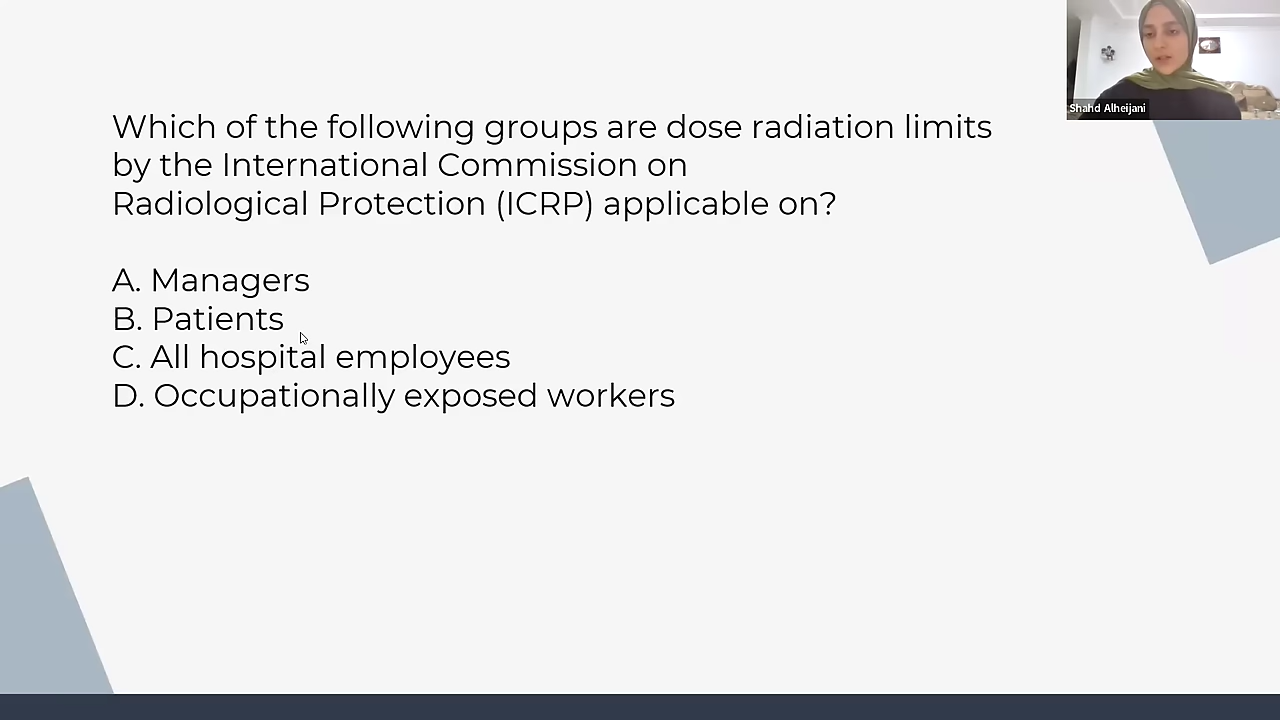 Shahd Alheijani
Which of the following groups are dose radiation limits
by the International Commission on
Radiological Protection (ICRP) applicable on?
A. Managers
B. Patients
C. All hospital employees
D. Occupationally exposed workers